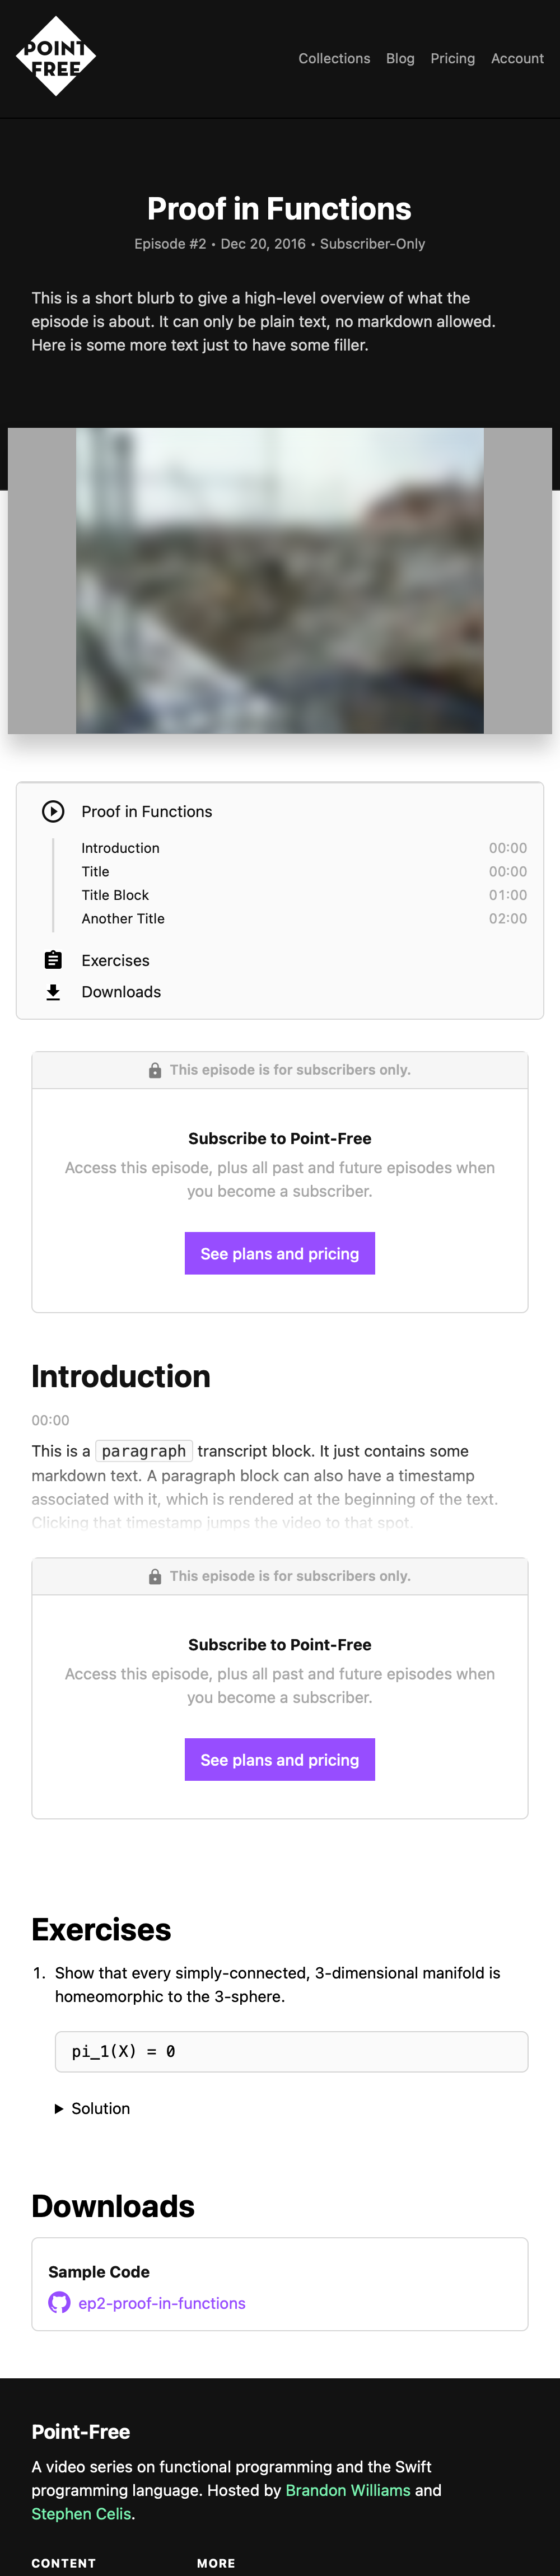 POINT
FREE
Collections Blog Pricing Account
Proof in Functions
Episode #2 • Dec 20, 2016 • Subscriber-Only
This is a short blurb to give a high-level overview of what the
episode is about. It can only be plain text, no markdown allowed.
Here is some more text just to have some filler.
Proof in Functions
Introduction 00:00
Title 00:00
Title Block 01:00
Another Title 02:00
Exercises
Downloads
This episode is for subscribers only.
Subscribe to Point-Free
Access this episode, plus all past and future episodes when
you become a subscriber.
See plans and pricing
Introduction
00:00
This is a paragraph transcript block. It just contains some
markdown text. A paragraph block can also have a timestamp
associated with it, which is rendered at the beginning of the text.
Clicking that timestamp jumps the video to that spot.
This episode is for subscribers only.
Subscribe to Point-Free
Access this episode, plus all past and future episodes when
you become a subscriber.
See plans and pricing
Exercises
1. Show that every simply-connected, 3-dimensional manifold is
homeomorphic to the 3-sphere.
pi_1(X) = 0
Solution
Downloads
Sample Code
ep2-proof-in-functions
Point-Free
A video series on functional programming and the Swift
programming language. Hosted by Brandon Williams and
Stephen Celis.
CONTENT MORE